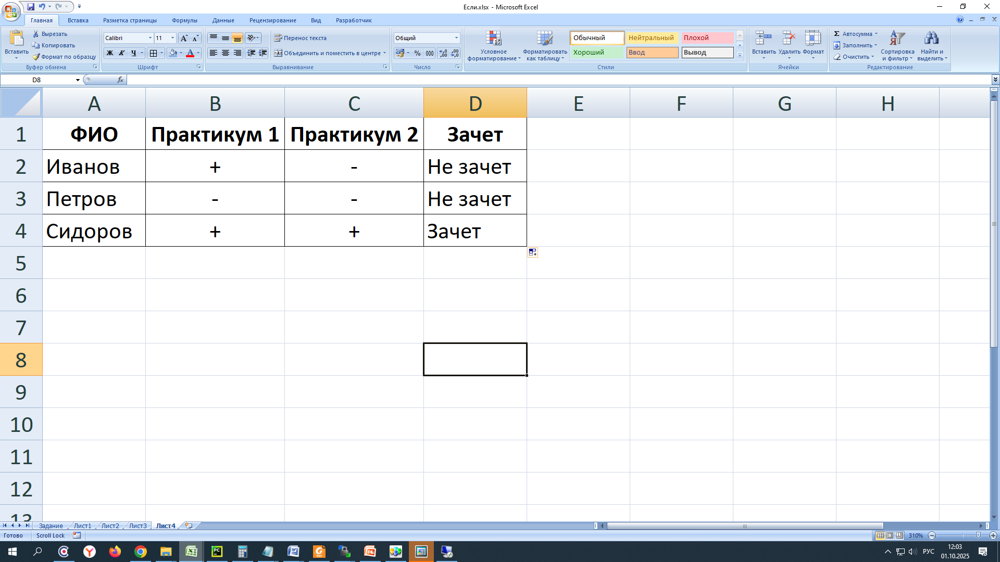 Если.xlsx - Microsoft Excel
Главная Вставка Разметка страницы Формулы Данные Рецензирование Вид Разработчик
Вставить
Вырезать
Копировать
Формат по образцу
Буфер обмена
Calibri 11
Ж К Ч
Шрифт
Перенос текста
Объединить и поместить в центре
Выравнивание
Общий
% 000
Число
Условное форматирование
Форматировать как таблицу
Обычный Нейтральный Плохой
Хороший Ввод Вывод
Стили
Вставить Удалить Формат
Ячейки
Σ Автосумма
Заполнить
Очистить
Сортировка и фильтр
Найти и выделить
Редактирование
D8 fx
A B C D E F G H
1 ФИО Практикум 1 Практикум 2 Зачет
2 Иванов + - Не зачет
3 Петров - - Не зачет
4 Сидоров + + Зачет
5
6
7
8
9
10
11
12
13
Задание Лист1 Лист2 Лист3 Лист4
Готово Scroll Lock 310%
РУС 12:03
01.10.2025